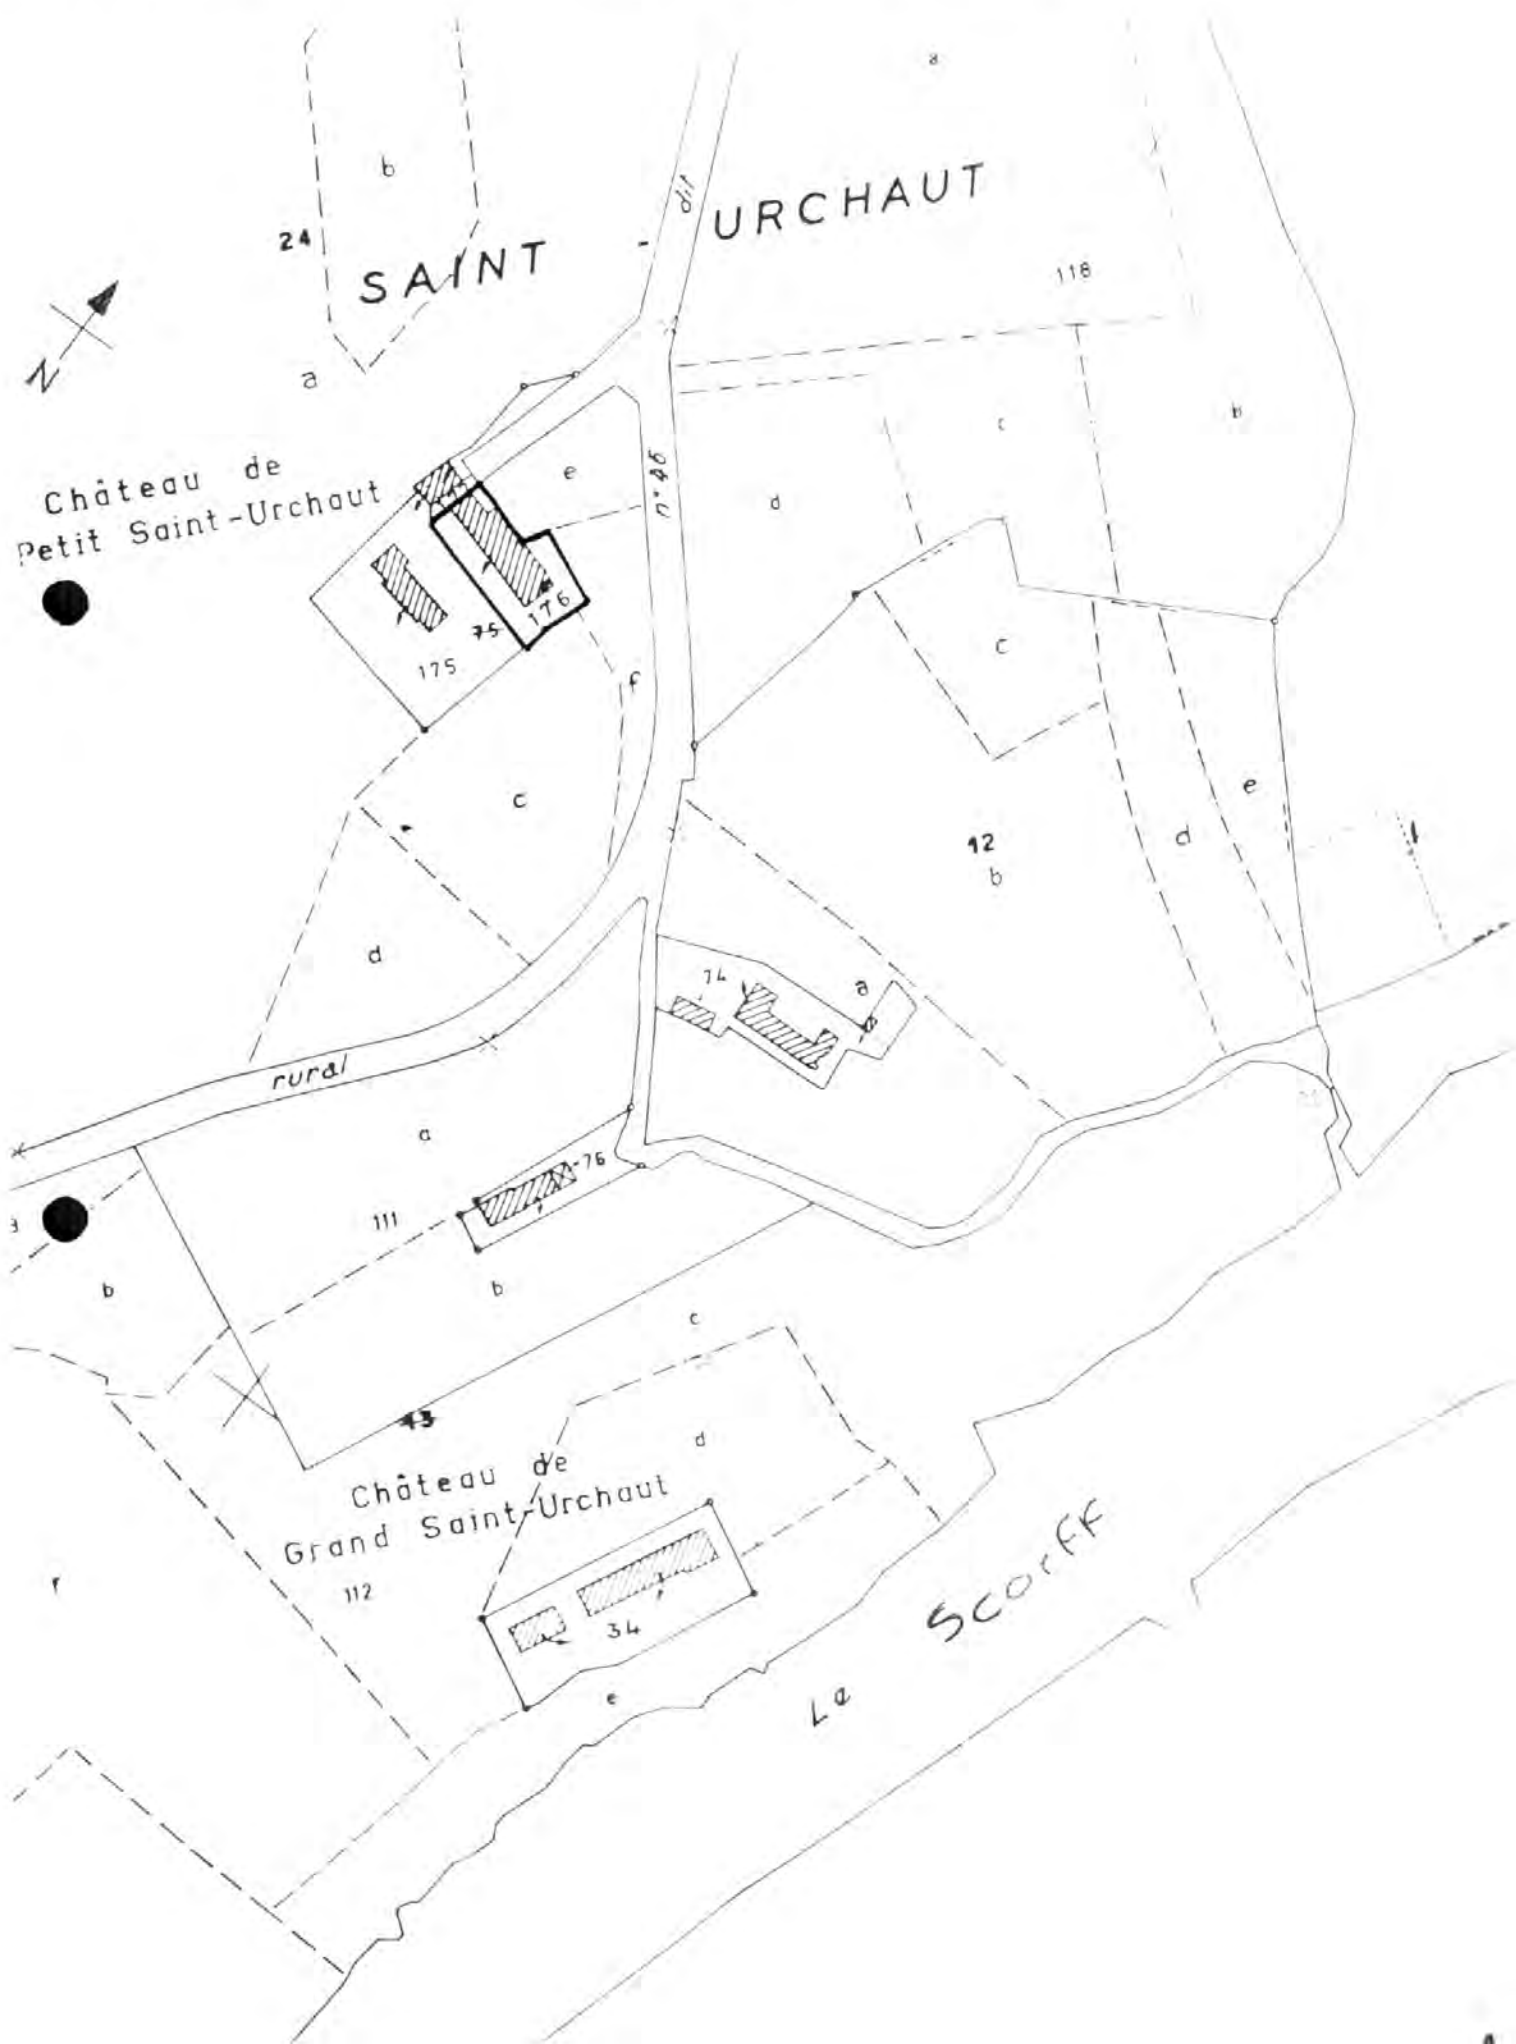 a
b
dit
SAINT - URCHAUT
24
118
N
a
Château de
Petit Saint-Urchaut
e
n° 46
c
b
d
176
75
175
c
f
c
e
12
b
d
d
74
a
rural
a
76
111
b
b
c
43
d
Château de
Grand Saint-Urchaut
112
34
e
Le Scorff